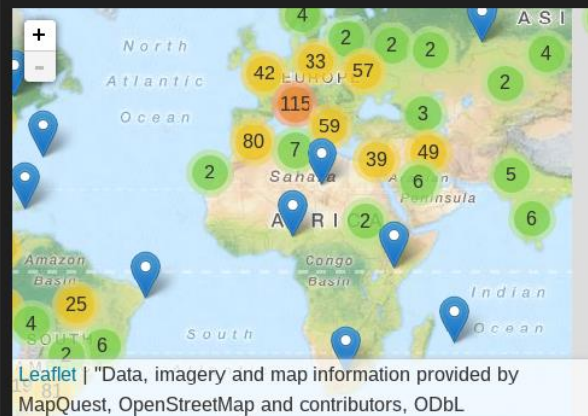 4
ASI
+
North
2
2
2
4
-
33
42
57
EUROPE
2
Atlantic
115
3
Ocean
59
80
7
39
49
2
Sahara
6
5
Peninsula
AFRICA
2
6
Amazon
Basin
Congo
Basin
25
Indian
4
South
Ocean
SOUTH
6
2
Leaflet | "Data, imagery and map information provided by
MapQuest, OpenStreetMap and contributors, ODbL